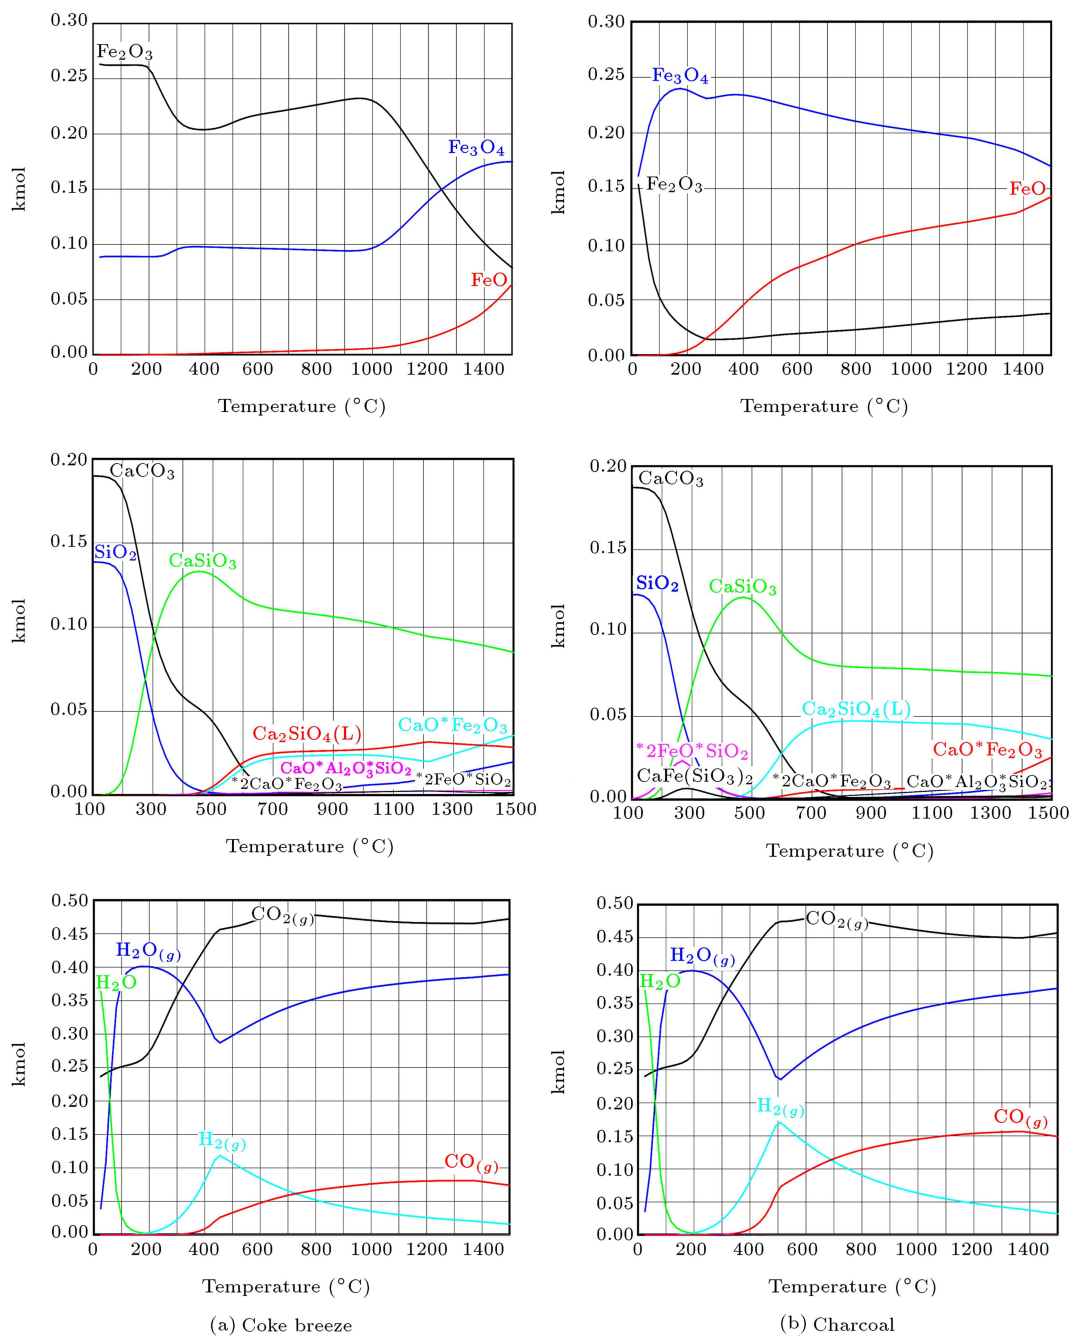 0.30
0.25
0.20
0.15
0.10
0.05
0.00
kmol
Fe₂O₃
Fe₃O₄
FeO
0 200 400 600 800 1000 1200 1400
Temperature (°C)
0.30
0.25
0.20
0.15
0.10
0.05
0.00
kmol
Fe₃O₄
Fe₂O₃
FeO
0 200 400 600 800 1000 1200 1400
Temperature (°C)
0.20
0.15
0.10
0.05
0.00
kmol
CaCO₃
SiO₂
CaSiO₃
Ca₂SiO₄(L)
CaO*Fe₂O₃
CaO*Al₂O₃*SiO₂
*2CaO*Fe₂O₃
*2FeO*SiO₂
100 300 500 700 900 1100 1300 1500
Temperature (°C)
0.20
0.15
0.10
0.05
0.00
kmol
CaCO₃
SiO₂
CaSiO₃
Ca₂SiO₄(L)
*2FeO*SiO₂
CaO*Fe₂O₃
CaFe(SiO₃)₂
*2CaO*Fe₂O₃
CaO*Al₂O₃*SiO₂
100 300 500 700 900 1100 1300 1500
Temperature (°C)
0.50
0.45
0.40
0.35
0.30
0.25
0.20
0.15
0.10
0.05
0.00
kmol
CO₂(g)
H₂O(g)
H₂O
H₂(g)
CO(g)
0 200 400 600 800 1000 1200 1400
Temperature (°C)
(a) Coke breeze
0.50
0.45
0.40
0.35
0.30
0.25
0.20
0.15
0.10
0.05
0.00
kmol
CO₂(g)
H₂O(g)
H₂O
H₂(g)
CO(g)
0 200 400 600 800 1000 1200 1400
Temperature (°C)
(b) Charcoal